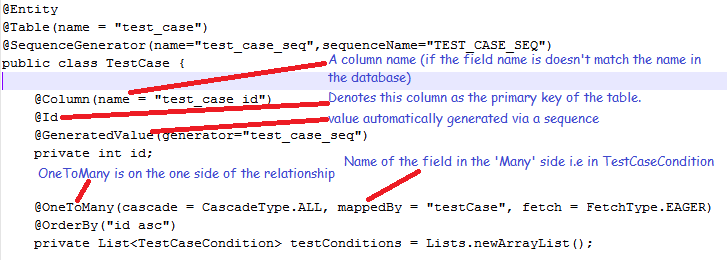 @Entity
@Table(name = "test_case")
@SequenceGenerator(name="test_case_seq",sequenceName="TEST_CASE_SEQ")
public class TestCase {
A column name (if the field name is doesn't match the name in
the database)
@Column(name = "test_case id")
Denotes this column as the primary key of the table.
@Id
value automatically generated via a sequence
@GeneratedValue(generator="test_case_seq")
private int id;
Name of the field in the 'Many' side i.e in TestCaseCondition
OneToMany is on the one side of the relationship
@OneToMany(cascade = CascadeType.ALL, mappedBy = "testCase", fetch = FetchType.EAGER)
@OrderBy("id asc")
private List<TestCaseCondition> testConditions = Lists.newArrayList();